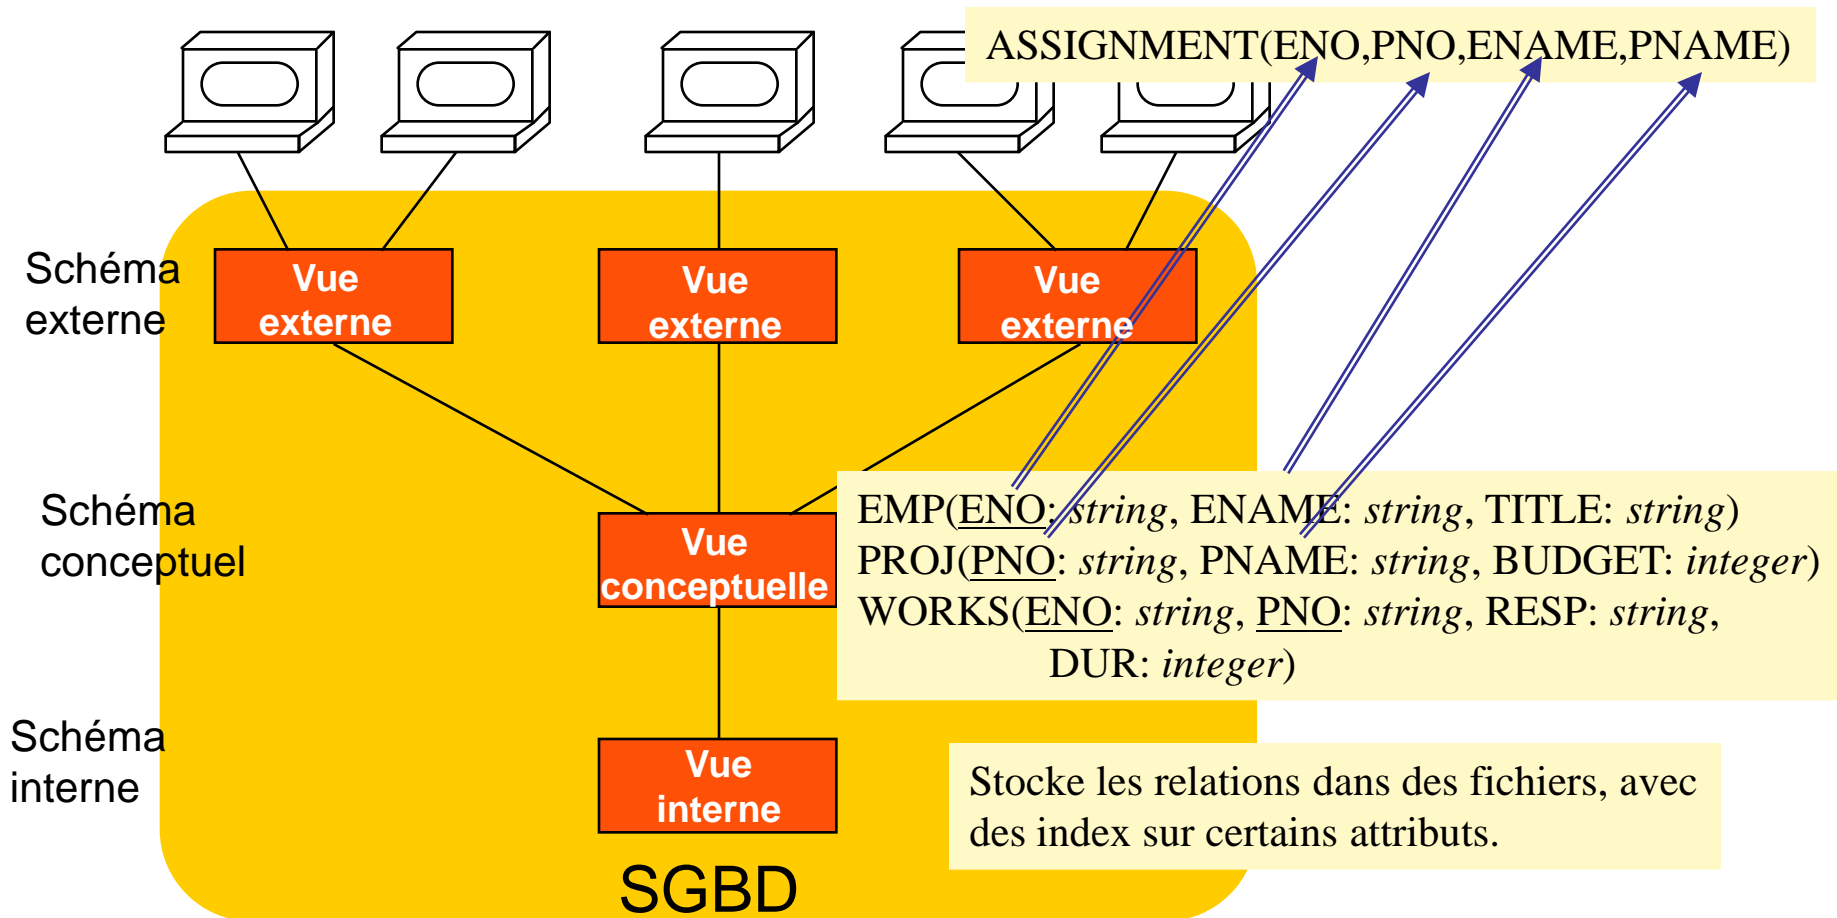 ASSIGNMENT(ENO,PNO,ENAME,PNAME)
Schéma
externe
Vue
externe
Vue
externe
Vue
externe
Schéma
conceptuel
Vue
conceptuelle
EMP(ENO: string, ENAME: string, TITLE: string)
PROJ(PNO: string, PNAME: string, BUDGET: integer)
WORKS(ENO: string, PNO: string, RESP: string,
DUR: integer)
Schéma
interne
Vue
interne
Stocke les relations dans des fichiers, avec
des index sur certains attributs.
SGBD